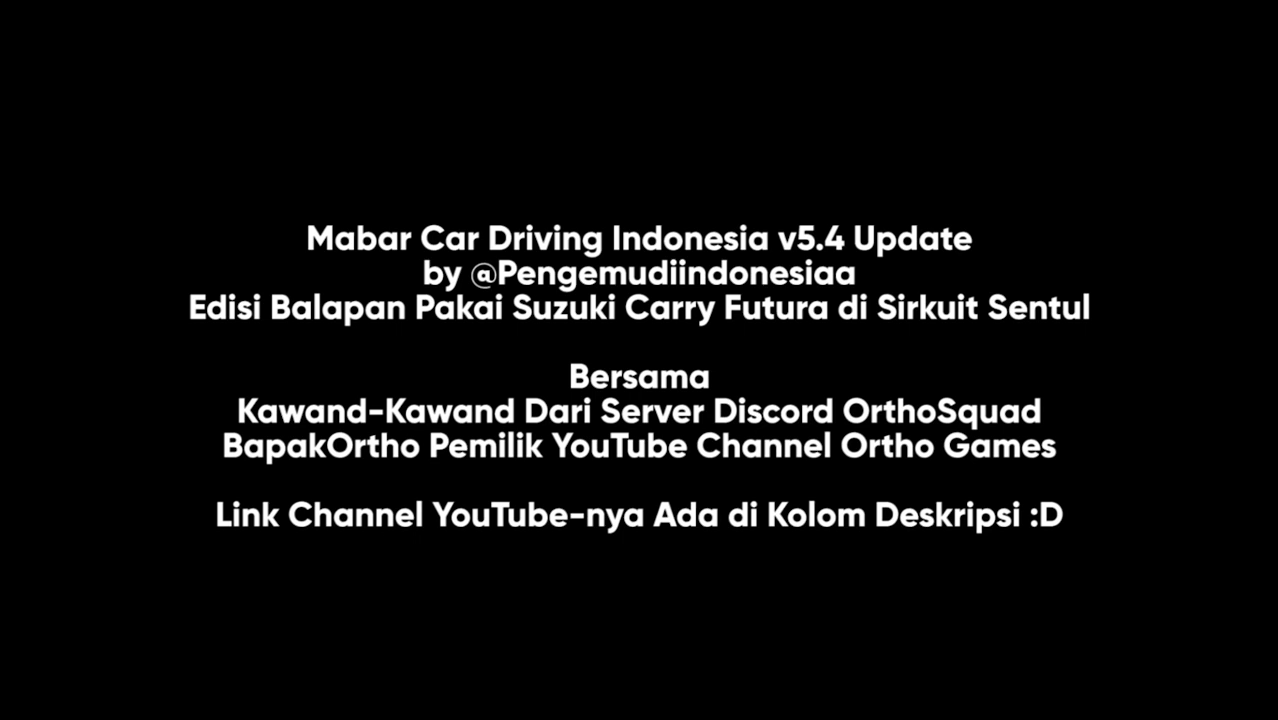 Mabar Car Driving Indonesia v5.4 Update
by @Pengemudiindonesiaa
Edisi Balapan Pakai Suzuki Carry Futura di Sirkuit Sentul
Bersama
Kawand-Kawand Dari Server Discord OrthoSquad
BapakOrtho Pemilik YouTube Channel Ortho Games
Link Channel YouTube-nya Ada di Kolom Deskripsi :D